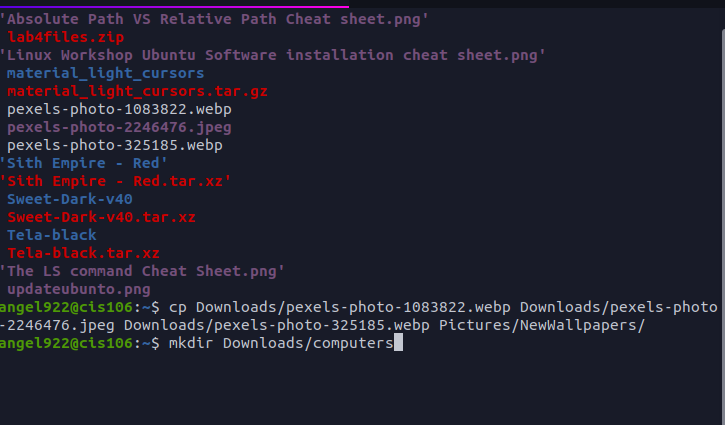 'Absolute Path VS Relative Path Cheat sheet.png'
lab4files.zip
'Linux Workshop Ubuntu Software installation cheat sheet.png'
material_light_cursors
material_light_cursors.tar.gz
pexels-photo-1083822.webp
pexels-photo-2246476.jpeg
pexels-photo-325185.webp
'Sith Empire - Red'
'Sith Empire - Red.tar.xz'
Sweet-Dark-v40
Sweet-Dark-v40.tar.xz
Tela-black
Tela-black.tar.xz
'The LS command Cheat Sheet.png'
updateubunto.png
angel922@cis106:~$ cp Downloads/pexels-photo-1083822.webp Downloads/pexels-photo
-2246476.jpeg Downloads/pexels-photo-325185.webp Pictures/NewWallpapers/
angel922@cis106:~$ mkdir Downloads/computers